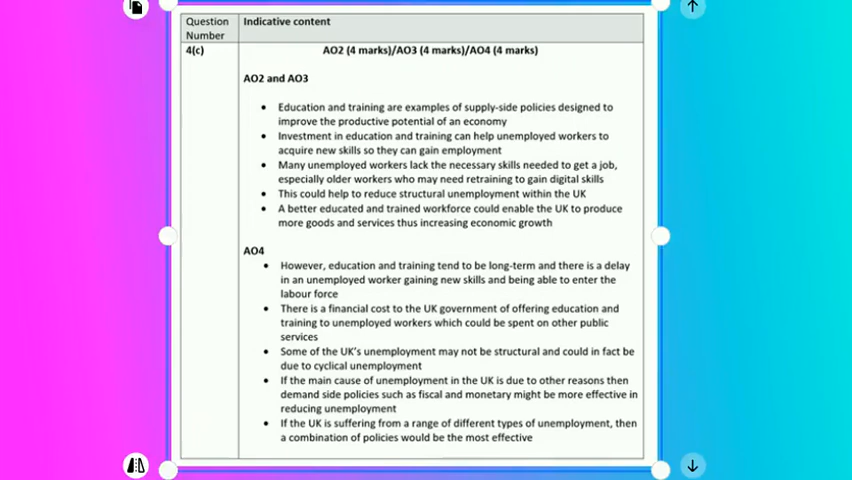 Question Number
Indicative content
4(c)
AO2 (4 marks)/AO3 (4 marks)/AO4 (4 marks)
AO2 and AO3
• Education and training are examples of supply-side policies designed to
improve the productive potential of an economy
• Investment in education and training can help unemployed workers to
acquire new skills so they can gain employment
• Many unemployed workers lack the necessary skills needed to get a job,
especially older workers who may need retraining to gain digital skills
• This could help to reduce structural unemployment within the UK
• A better educated and trained workforce could enable the UK to produce
more goods and services thus increasing economic growth
AO4
• However, education and training tend to be long-term and there is a delay
in an unemployed worker gaining new skills and being able to enter the
labour force
• There is a financial cost to the UK government of offering education and
training to unemployed workers which could be spent on other public
services
• Some of the UK's unemployment may not be structural and could in fact be
due to cyclical unemployment
• If the main cause of unemployment in the UK is due to other reasons then
demand side policies such as fiscal and monetary might be more effective in
reducing unemployment
• If the UK is suffering from a range of different types of unemployment, then
a combination of policies would be the most effective